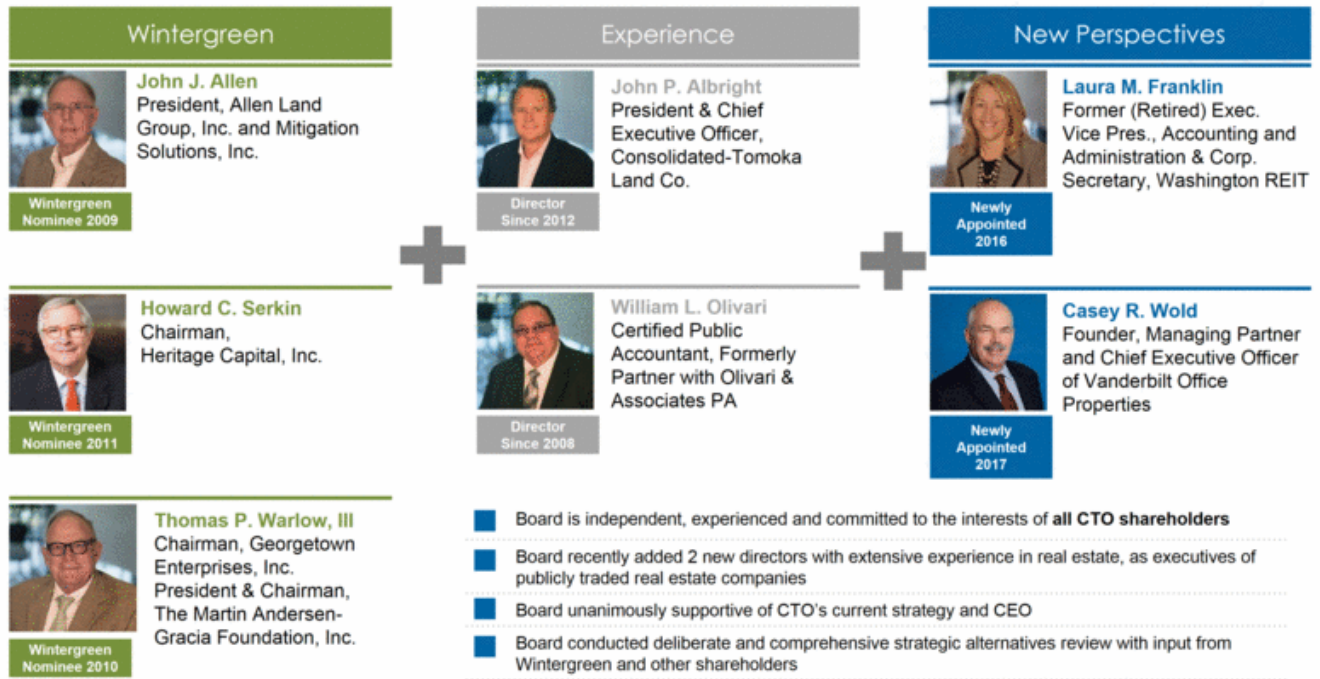 Wintergreen
John J. Allen
President, Allen Land
Group, Inc. and Mitigation
Solutions, Inc.
Wintergreen
Nominee 2009
Howard C. Serkin
Chairman,
Heritage Capital, Inc.
Wintergreen
Nominee 2011
Thomas P. Warlow, III
Chairman, Georgetown
Enterprises, Inc.
President & Chairman,
The Martin Andersen-
Gracia Foundation, Inc.
Wintergreen
Nominee 2010
Experience
John P. Albright
President & Chief
Executive Officer,
Consolidated-Tomoka
Land Co.
Director
Since 2012
William L. Olivari
Certified Public
Accountant, Formerly
Partner with Olivari &
Associates PA
Director
Since 2008
New Perspectives
Laura M. Franklin
Former (Retired) Exec.
Vice Pres., Accounting and
Administration & Corp.
Secretary, Washington REIT
Newly
Appointed
2016
Casey R. Wold
Founder, Managing Partner
and Chief Executive Officer
of Vanderbilt Office
Properties
Newly
Appointed
2017
Board is independent, experienced and committed to the interests of all CTO shareholders
Board recently added 2 new directors with extensive experience in real estate, as executives of
publicly traded real estate companies
Board unanimously supportive of CTO's current strategy and CEO
Board conducted deliberate and comprehensive strategic alternatives review with input from
Wintergreen and other shareholders